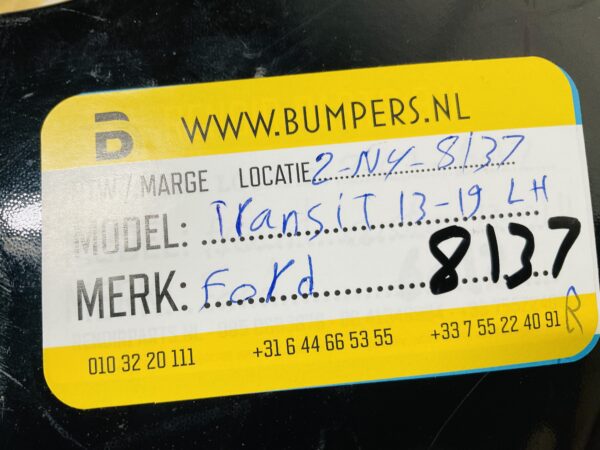 B
WWW.BUMPERS.NL
BTW / MARGE LOCATIE 2-NY-8137
MODEL: Transit 13-19 LH
MERK: Ford 8137
010 32 20 111 +31 6 44 66 53 55 +33 7 55 22 40 91 R